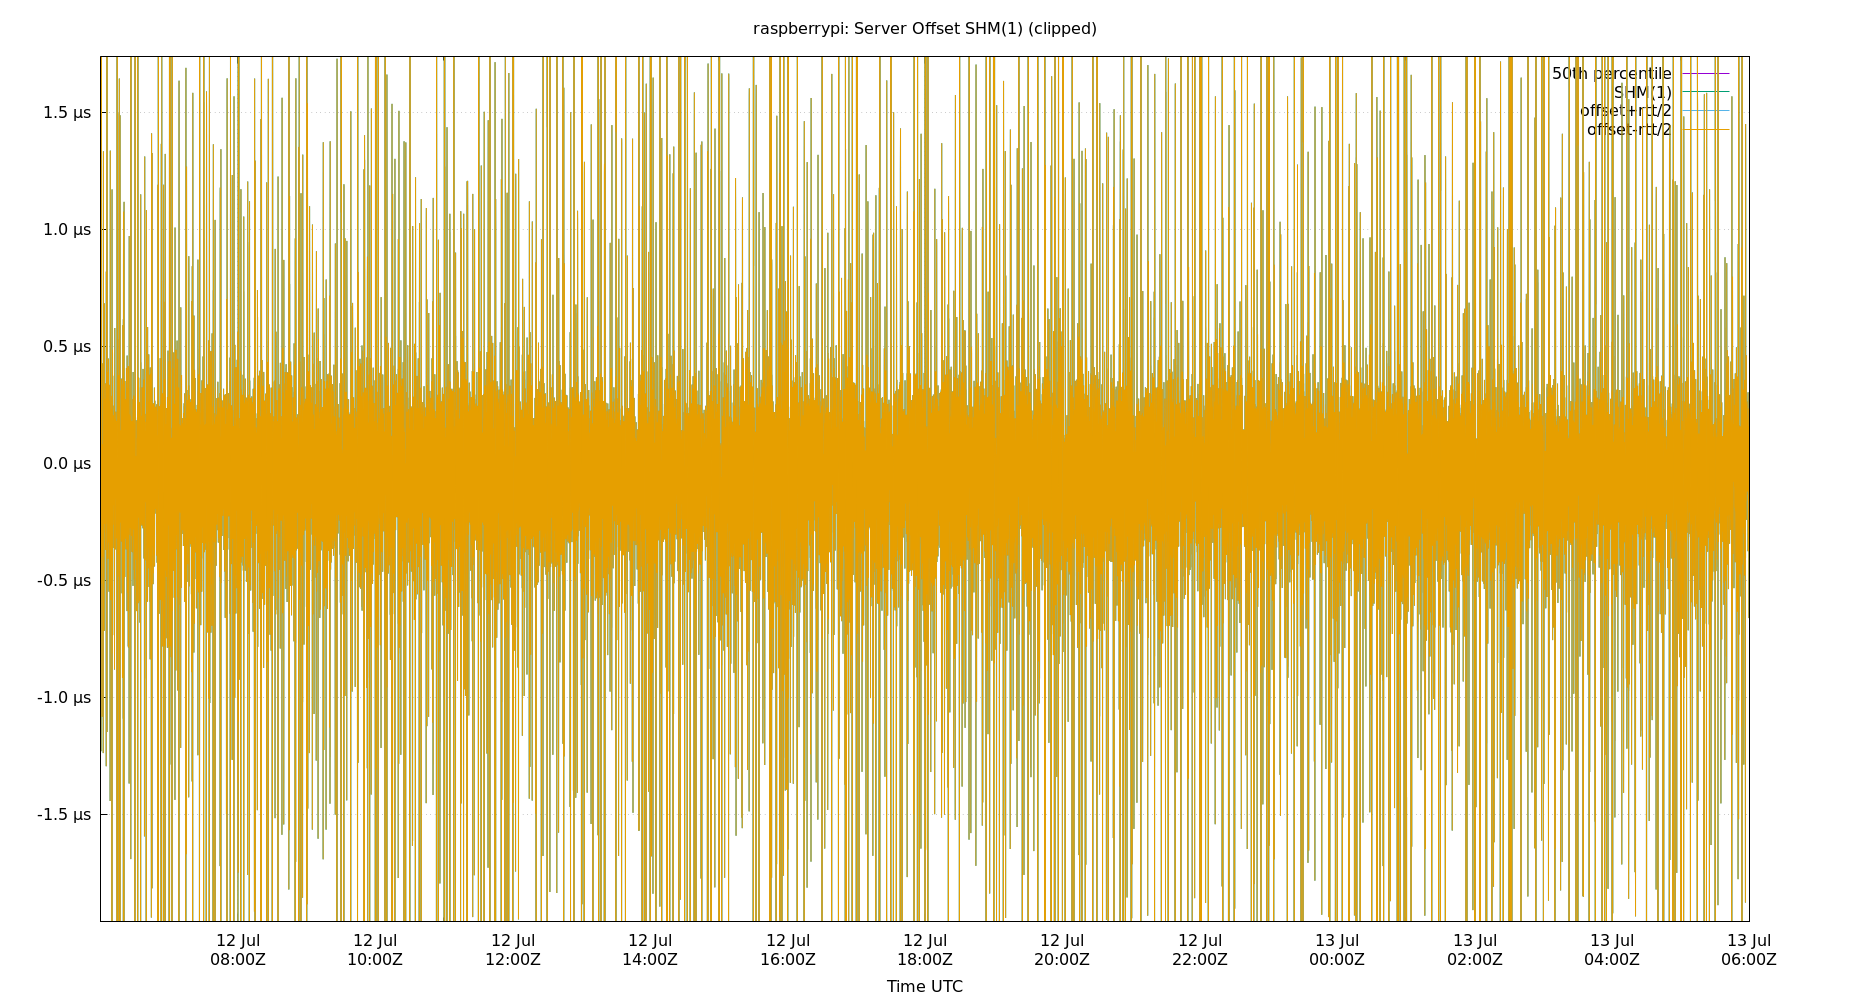 raspberrypi: Server Offset SHM(1) (clipped)
50th percentile
SHM(1)
offset+rtt/2
offset-rtt/2
1.5 µs
1.0 µs
0.5 µs
0.0 µs
-0.5 µs
-1.0 µs
-1.5 µs
12 Jul 12 Jul 12 Jul 12 Jul 12 Jul 12 Jul 12 Jul 12 Jul 13 Jul 13 Jul 13 Jul 13 Jul
08:00Z 10:00Z 12:00Z 14:00Z 16:00Z 18:00Z 20:00Z 22:00Z 00:00Z 02:00Z 04:00Z 06:00Z
Time UTC